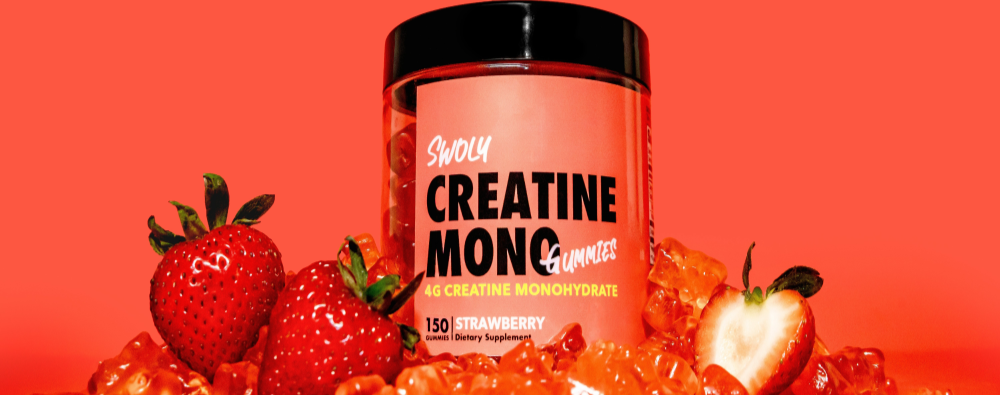 SWOLY
CREATINE
MONO GUMMIES
4G CREATINE MONOHYDRATE
150 STRAWBERRY
GUMMIES Dietary Supplement